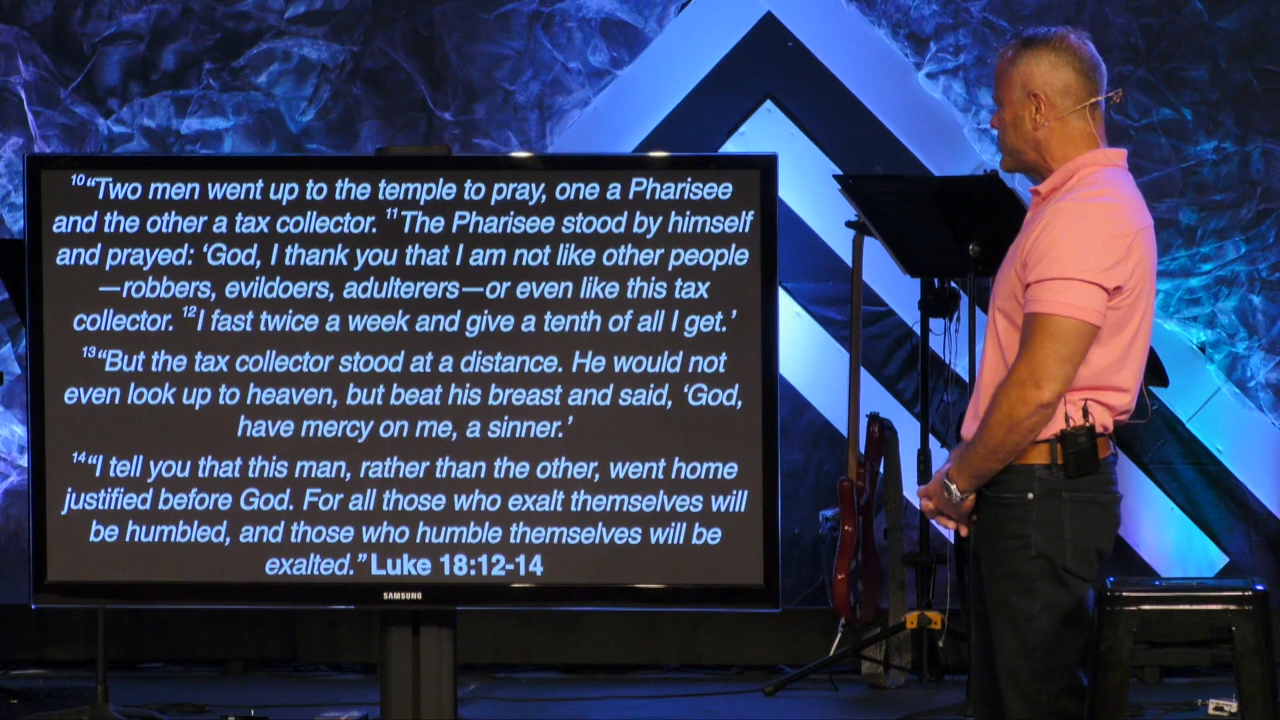 10“Two men went up to the temple to pray, one a Pharisee
and the other a tax collector. 11The Pharisee stood by himself
and prayed: ‘God, I thank you that I am not like other people
—robbers, evildoers, adulterers—or even like this tax
collector. 12I fast twice a week and give a tenth of all I get.’
13“But the tax collector stood at a distance. He would not
even look up to heaven, but beat his breast and said, ‘God,
have mercy on me, a sinner.’
14“I tell you that this man, rather than the other, went home
justified before God. For all those who exalt themselves will
be humbled, and those who humble themselves will be
exalted.” Luke 18:12-14
SAMSUNG